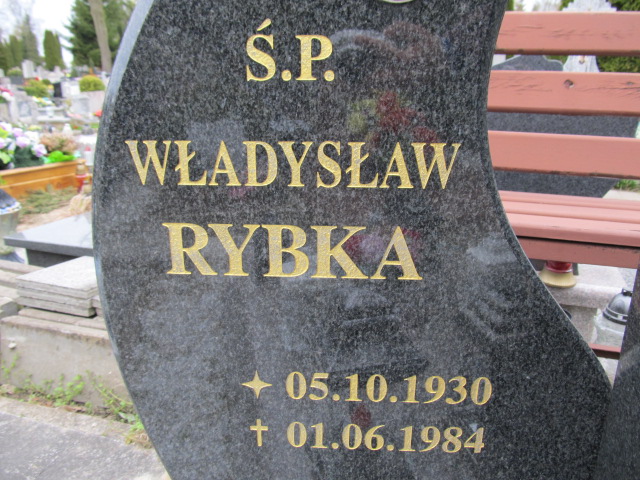 Ś.P.
WŁADYSŁAW
RYBKA
✦ 05.10.1930
✝ 01.06.1984